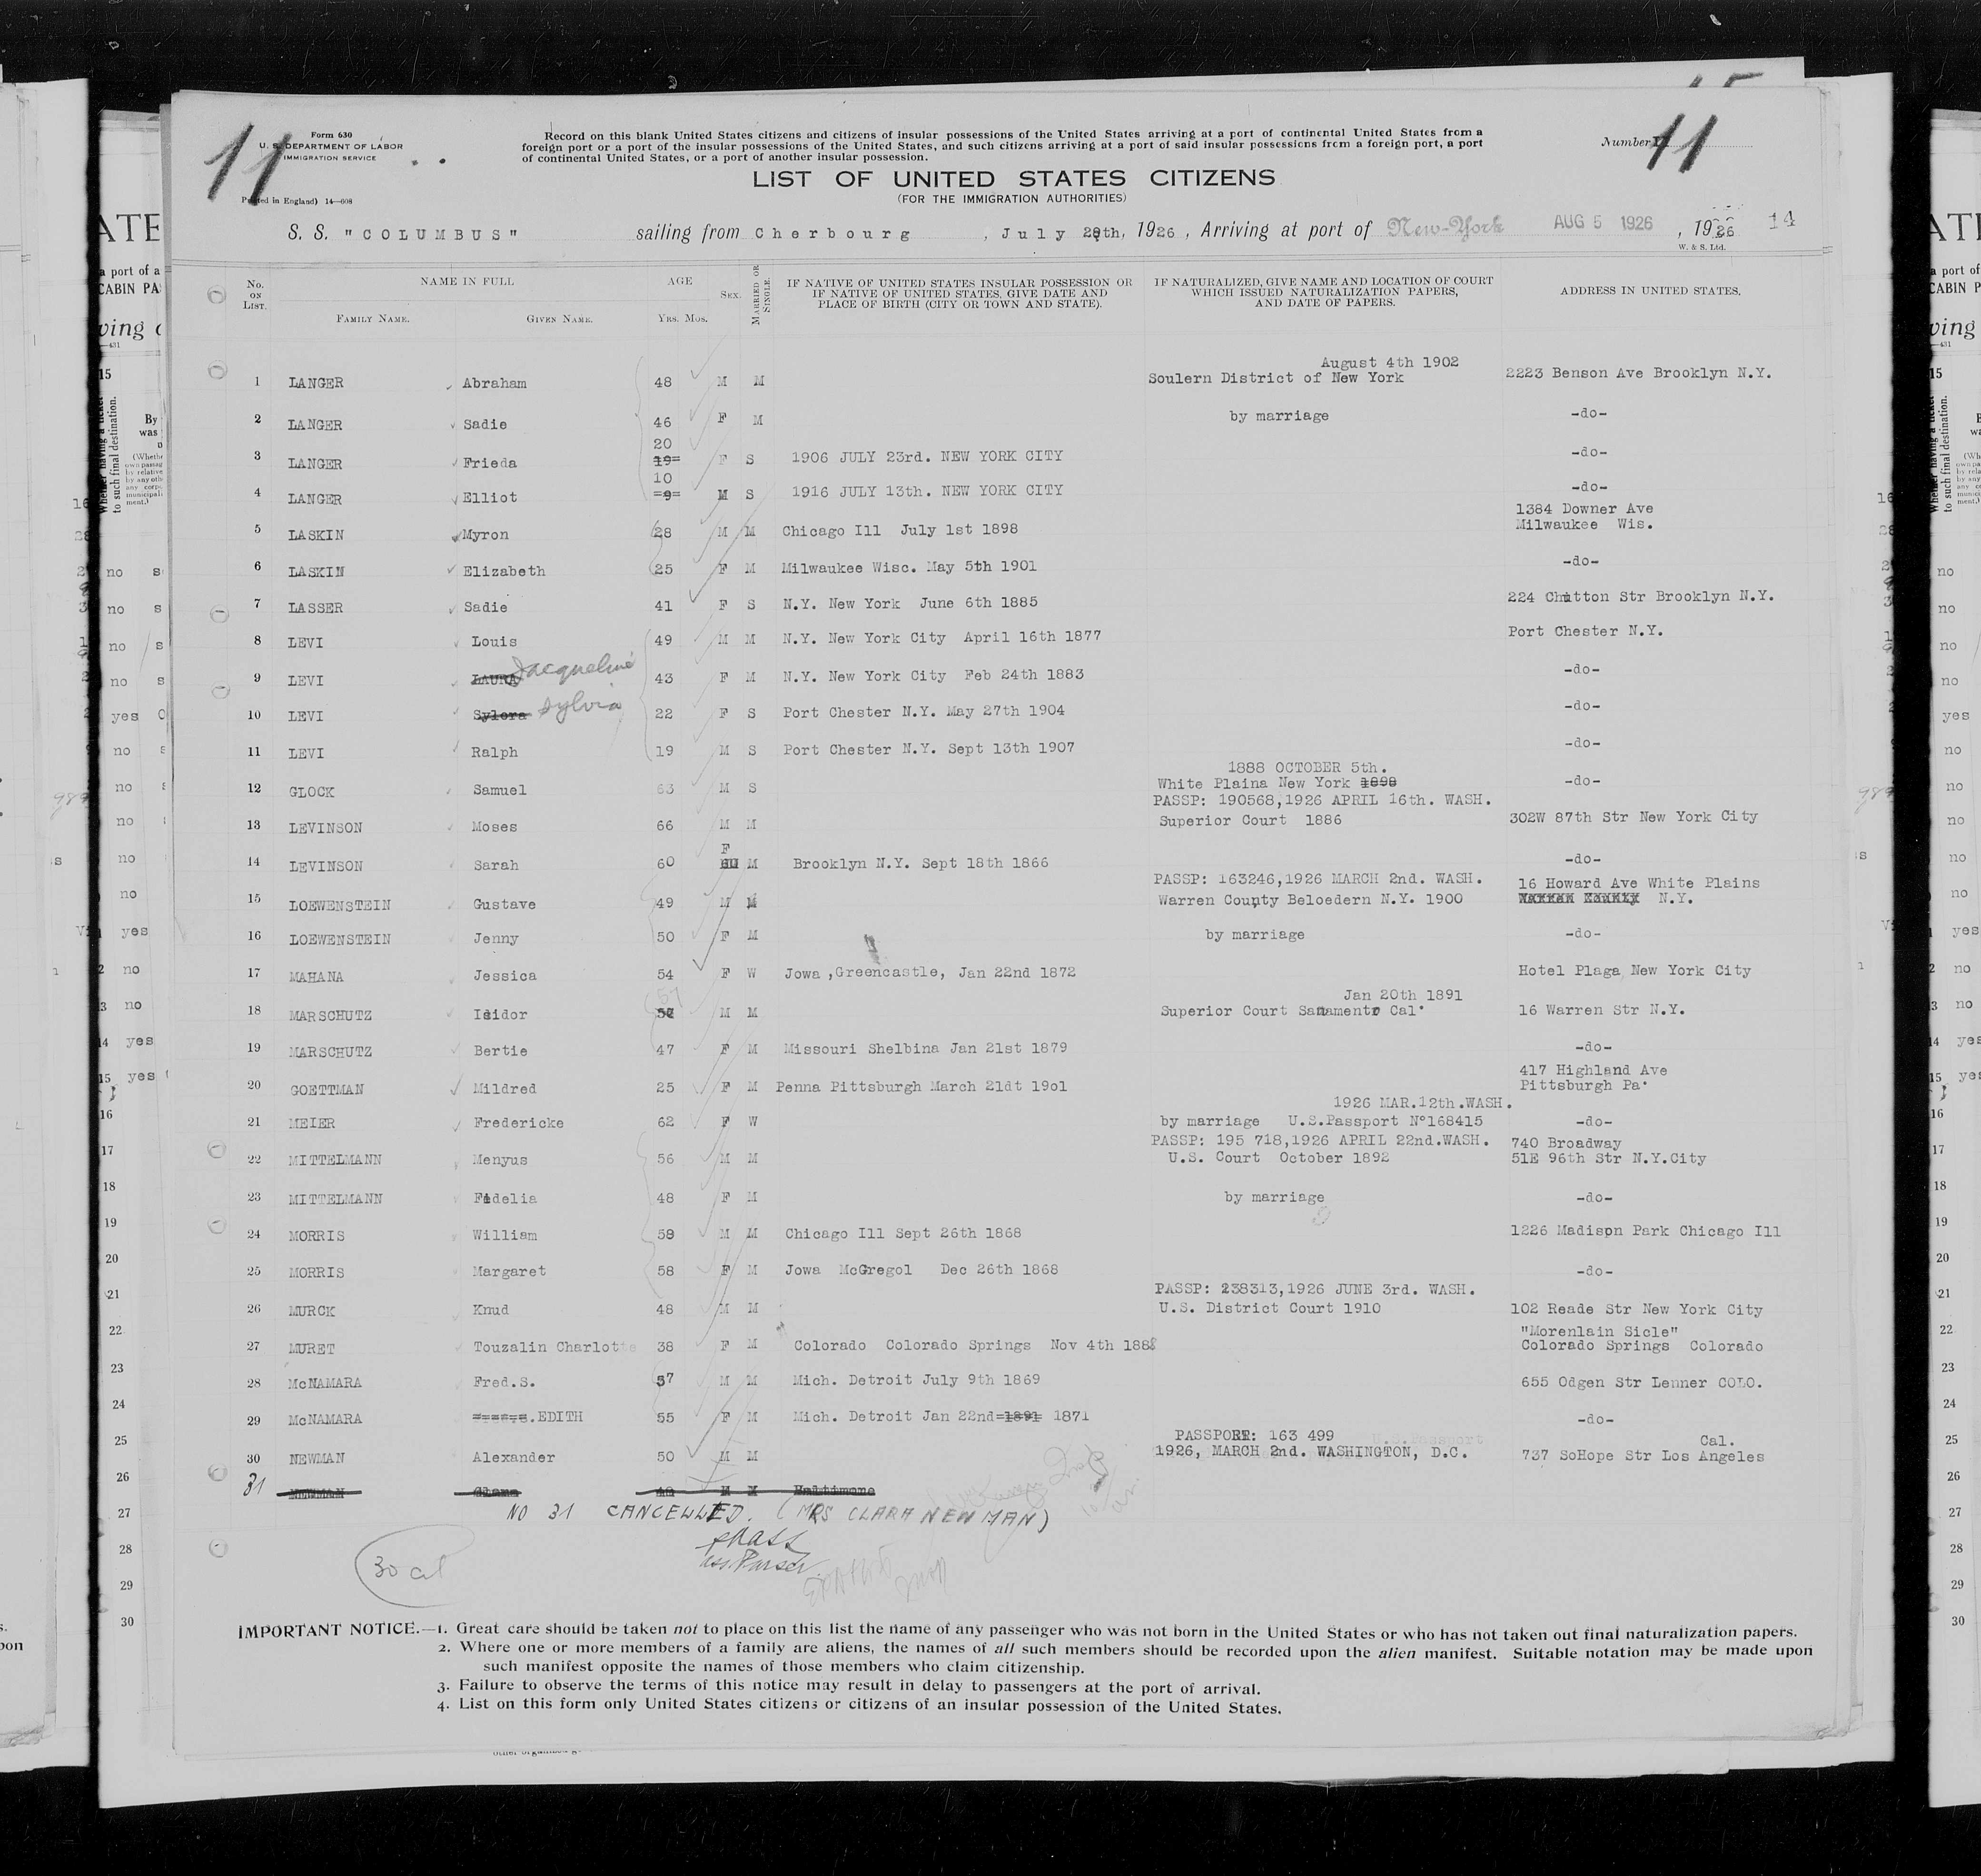 11
Form 630
U. S. DEPARTMENT OF LABOR
IMMIGRATION SERVICE
Printed in England) 14—608
Record on this blank United States citizens and citizens of insular possessions of the United States arriving at a port of continental United States from a
foreign port or a port of the insular possessions of the United States, and such citizens arriving at a port of said insular possessions from a foreign port, a port
of continental United States, or a port of another insular possession.
Number 11
LIST OF UNITED STATES CITIZENS
(FOR THE IMMIGRATION AUTHORITIES)
S. S. "COLUMBUS" sailing from Cherbourg , July 29th, 1926 , Arriving at port of New-York AUG 5 1926 , 1926 14
W. & S. Ltd.
No. ON LIST. NAME IN FULL AGE SEX. MARRIED OR SINGLE. IF NATIVE OF UNITED STATES INSULAR POSSESSION OR IF NATIVE OF UNITED STATES, GIVE DATE AND PLACE OF BIRTH (CITY OR TOWN AND STATE). IF NATURALIZED, GIVE NAME AND LOCATION OF COURT WHICH ISSUED NATURALIZATION PAPERS, AND DATE OF PAPERS. ADDRESS IN UNITED STATES.
FAMILY NAME. GIVEN NAME. YRS. MOS.
August 4th 1902
1 LANGER Abraham 48 M M Soulern District of New York 2223 Benson Ave Brooklyn N.Y.
2 LANGER Sadie 46 F M by marriage -do-
20
3 LANGER Frieda 19 F S 1906 JULY 23rd. NEW YORK CITY -do-
10
4 LANGER Elliot 9 M S 1916 JULY 13th. NEW YORK CITY -do-
1384 Downer Ave
5 LASKIN Myron 28 M M Chicago Ill July 1st 1898 Milwaukee Wis.
6 LASKIN Elizabeth 25 F M Milwaukee Wisc. May 5th 1901 -do-
7 LASSER Sadie 41 F S N.Y. New York June 6th 1885 224 Chatton Str Brooklyn N.Y.
8 LEVI Louis 49 M M N.Y. New York City April 16th 1877 Port Chester N.Y.
9 LEVI LAURA Jacqueline 43 F M N.Y. New York City Feb 24th 1883 -do-
10 LEVI Sylora Sylvia 22 F S Port Chester N.Y. May 27th 1904 -do-
11 LEVI Ralph 19 M S Port Chester N.Y. Sept 13th 1907 -do-
1888 OCTOBER 5th.
12 GLOCK Samuel 63 M S White Plaina New York 1898 -do-
PASSP: 190568,1926 APRIL 16th. WASH.
13 LEVINSON Moses 66 M M Superior Court 1886 302W 87th Str New York City
F
14 LEVINSON Sarah 60 M Brooklyn N.Y. Sept 18th 1866 -do-
PASSP: 163246,1926 MARCH 2nd. WASH. 16 Howard Ave White Plains
15 LOEWENSTEIN Gustave 49 M M Warren County Beloedern N.Y. 1900 N.Y.
16 LOEWENSTEIN Jenny 50 F M by marriage -do-
17 MAHANA Jessica 54 F W Jowa ,Greencastle, Jan 22nd 1872 Hotel Plaga New York City
57 Jan 20th 1891
18 MARSCHUTZ Isidor M M Superior Court Sanamento Cal. 16 Warren Str N.Y.
19 MARSCHUTZ Bertie 47 F M Missouri Shelbina Jan 21st 1879 -do-
417 Highland Ave
20 GOETTMAN Mildred 25 F M Penna Pittsburgh March 21dt 19o1 Pittsburgh Pa.
1926 MAR.12th.WASH.
21 MEIER Fredericke 62 F W by marriage U.S.Passport N°168415 -do-
PASSP: 195 718,1926 APRIL 22nd.WASH. 740 Broadway
22 MITTELMANN Menyus 56 M M U.S. Court October 1892 51E 96th Str N.Y.City
23 MITTELMANN Fidelia 48 F M by marriage -do-
24 MORRIS William 58 M M Chicago Ill Sept 26th 1868 1226 Madison Park Chicago Ill
25 MORRIS Margaret 58 F M Jowa McGregol Dec 26th 1868 -do-
PASSP: 238313,1926 JUNE 3rd. WASH.
26 MURCK Knud 48 M M U.S. District Court 1910 102 Reade Str New York City
"Morenlain Sicle"
27 MURET Touzalin Charlotte 38 F M Colorado Colorado Springs Nov 4th 1888 Colorado Springs Colorado
28 McNAMARA Fred.S. 57 M M Mich. Detroit July 9th 1869 655 Odgen Str Lenner COLO.
29 McNAMARA EDITH 55 F M Mich. Detroit Jan 22nd 1891 1871 -do-
PASSPORT: 163 499 Cal.
30 NEWMAN Alexander 50 M M 1926, MARCH 2nd. WASHINGTON, D.C. 737 SoHope Str Los Angeles
31 NEWMAN Clara Baltimore
NO 31 CANCELLED. (MRS CLARA NEWMAN)
30 cit
IMPORTANT NOTICE.—1. Great care should be taken not to place on this list the name of any passenger who was not born in the United States or who has not taken out final naturalization papers.
2. Where one or more members of a family are aliens, the names of all such members should be recorded upon the alien manifest. Suitable notation may be made upon
such manifest opposite the names of those members who claim citizenship.
3. Failure to observe the terms of this notice may result in delay to passengers at the port of arrival.
4. List on this form only United States citizens or citizens of an insular possession of the United States.